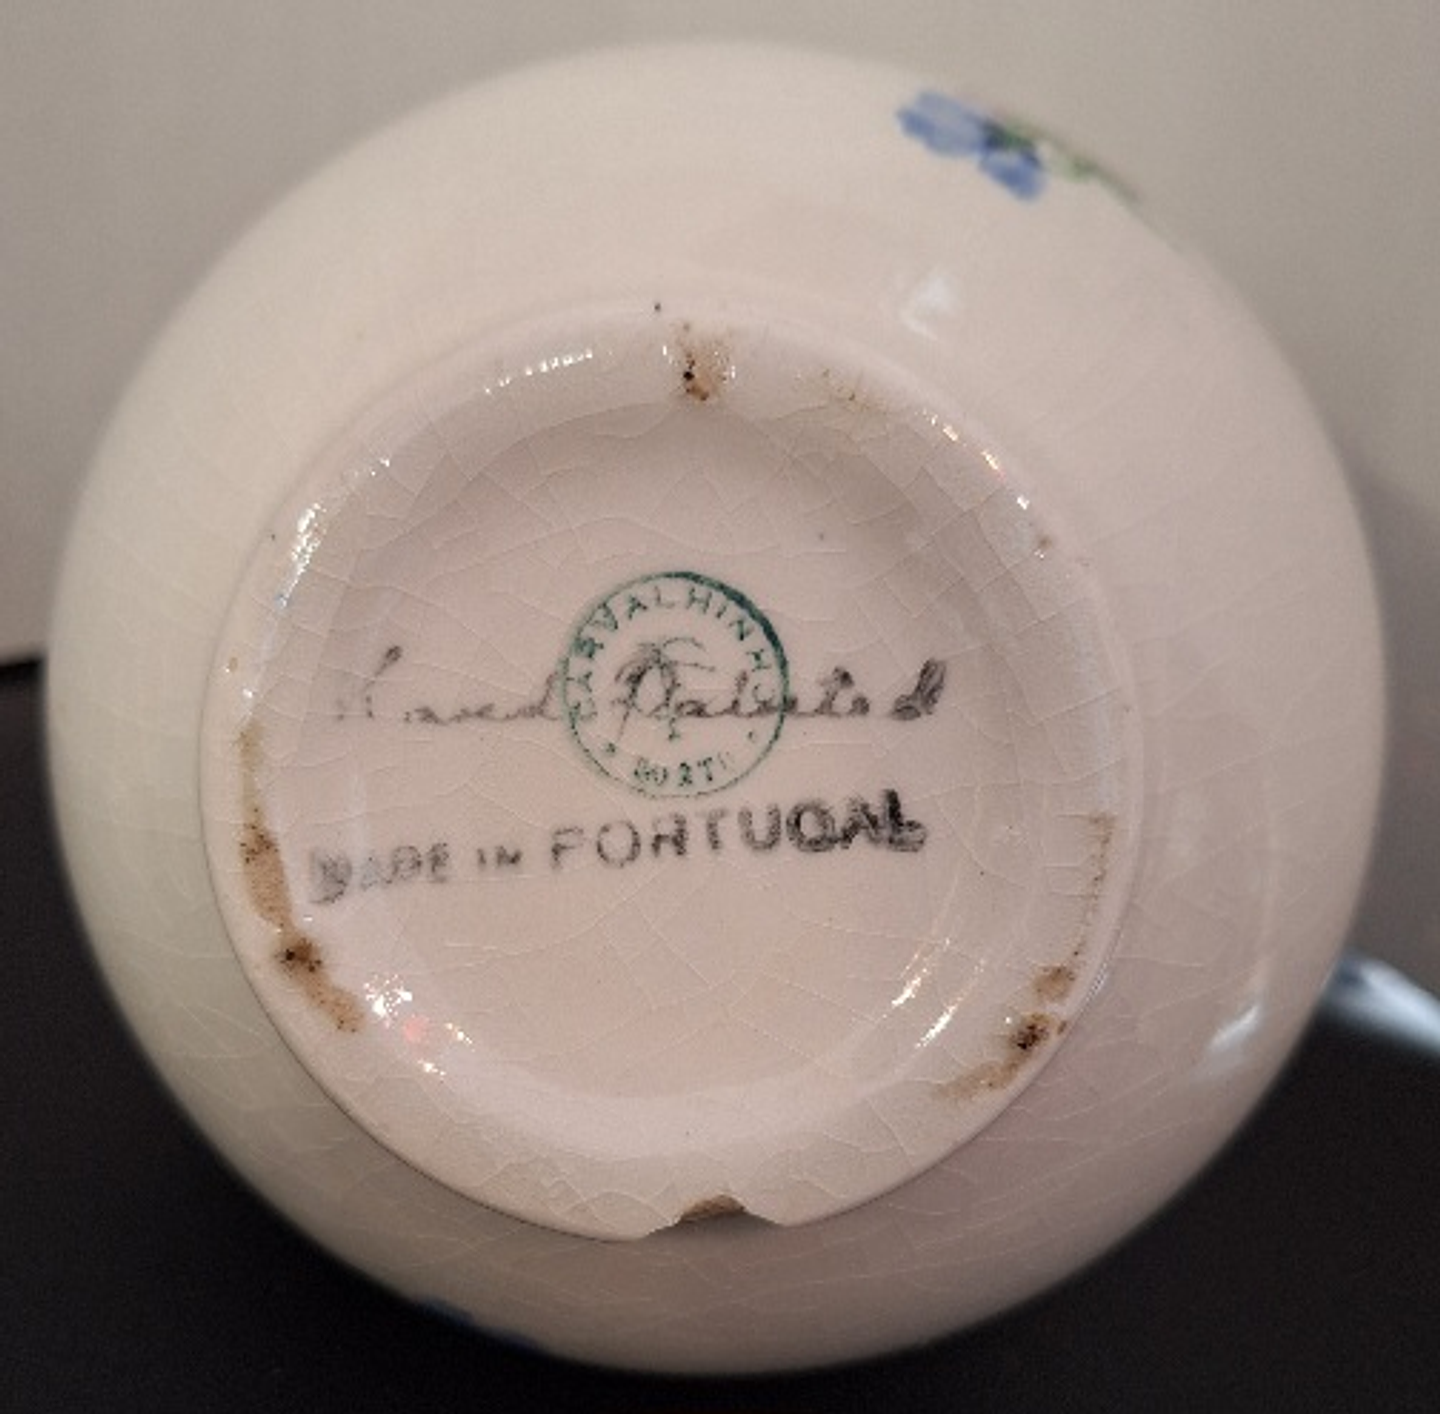 CARVALHINHO
Hand Painted
PORTO
MADE IN PORTUGAL